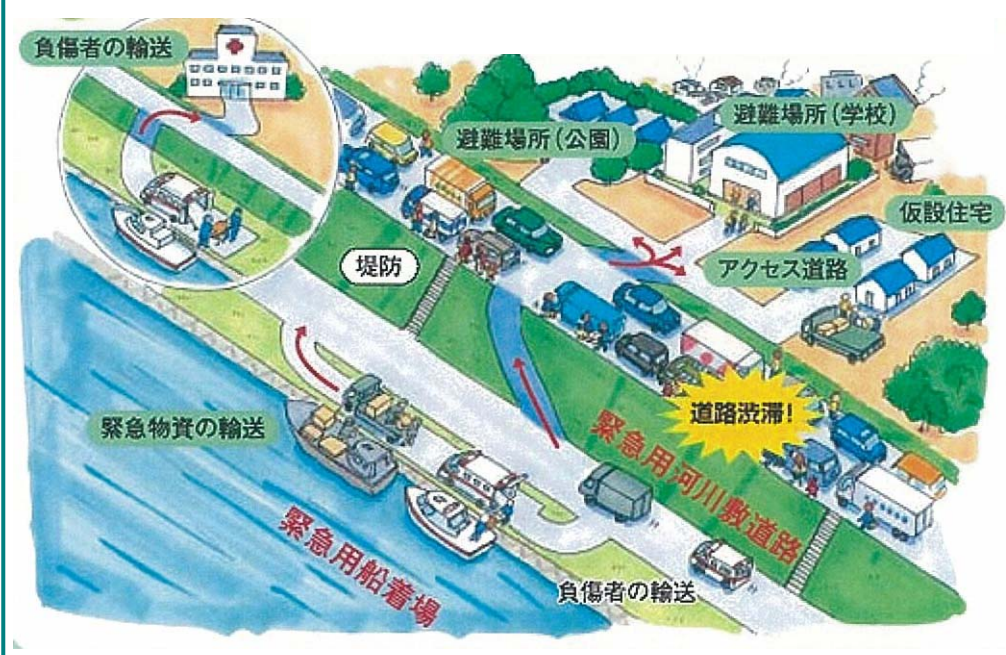 負傷者の輸送
避難場所(公園)
避難場所(学校)
仮設住宅
堤防
アクセス道路
道路渋滞!
緊急物資の輸送
緊急用河川敷道路
緊急用船着場
負傷者の輸送